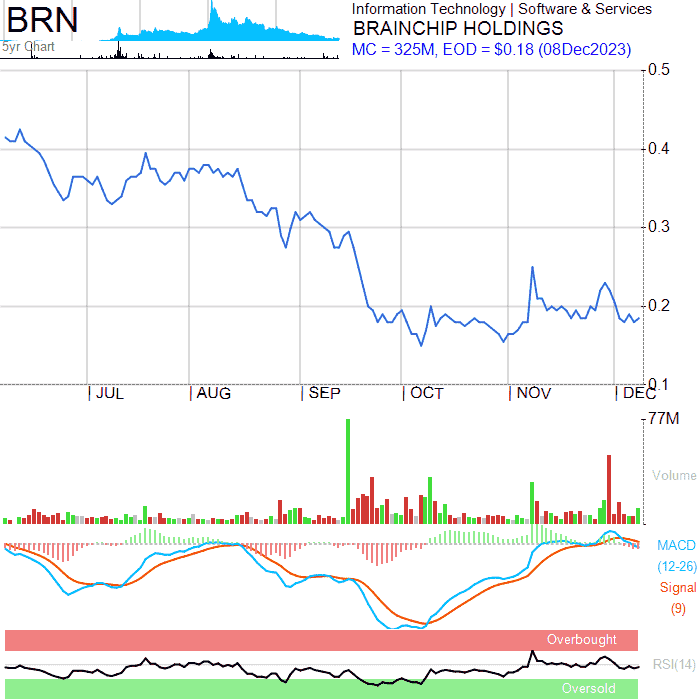 BRN
5yr Chart
Information Technology | Software & Services
BRAINCHIP HOLDINGS
MC = 325M, EOD = $0.18 (08Dec2023)
0.5
0.4
0.3
0.2
0.1
JUL AUG SEP OCT NOV DEC
77M
Volume
MACD
(12-26)
Signal
(9)
Overbought
RSI(14)
Oversold